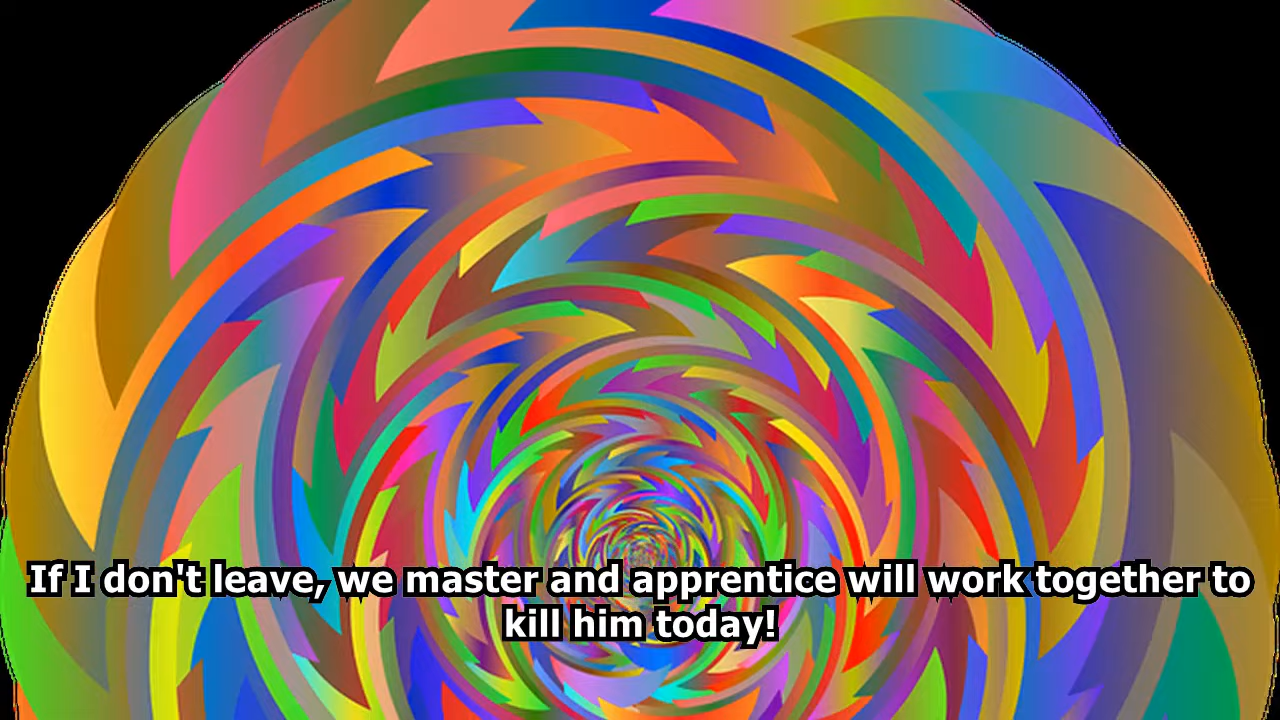 If I don't leave, we master and apprentice will work together to
kill him today!